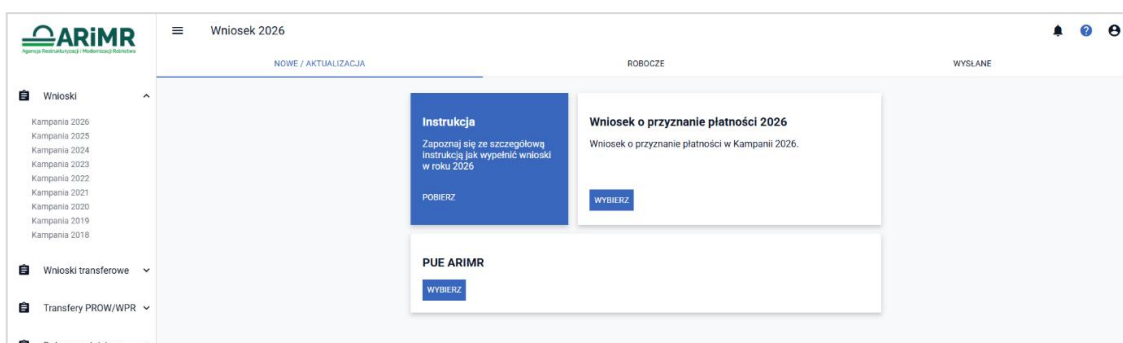 ARiMR
Agencja Restrukturyzacji i Modernizacji Rolnictwa
Wniosek 2026
NOWE / AKTUALIZACJA
ROBOCZE
WYSŁANE
Wnioski
Kampania 2026
Kampania 2025
Kampania 2024
Kampania 2023
Kampania 2022
Kampania 2021
Kampania 2020
Kampania 2019
Kampania 2018
Wnioski transferowe
Transfery PROW/WPR
Instrukcja
Zapoznaj się ze szczegółową
instrukcją jak wypełnić wnioski
w roku 2026
POBIERZ
Wniosek o przyznanie płatności 2026
Wniosek o przyznanie płatności w Kampanii 2026.
WYBIERZ
PUE ARIMR
WYBIERZ